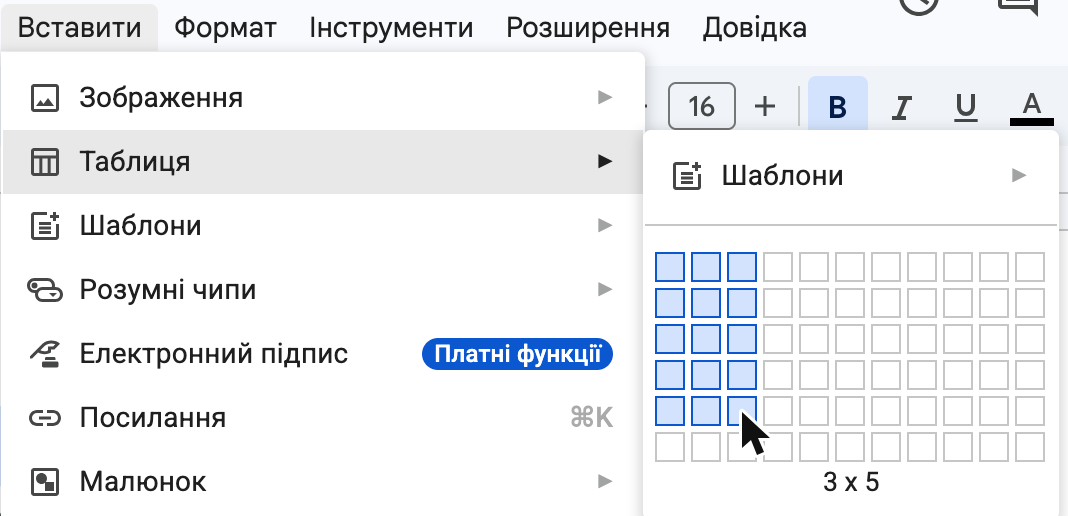 Вставити Формат Інструменти Розширення Довідка
16 B I U A
Зображення
Таблиця
Шаблони
Розумні чипи
Електронний підпис Платні функції
Посилання ⌘K
Малюнок
Шаблони
3 x 5